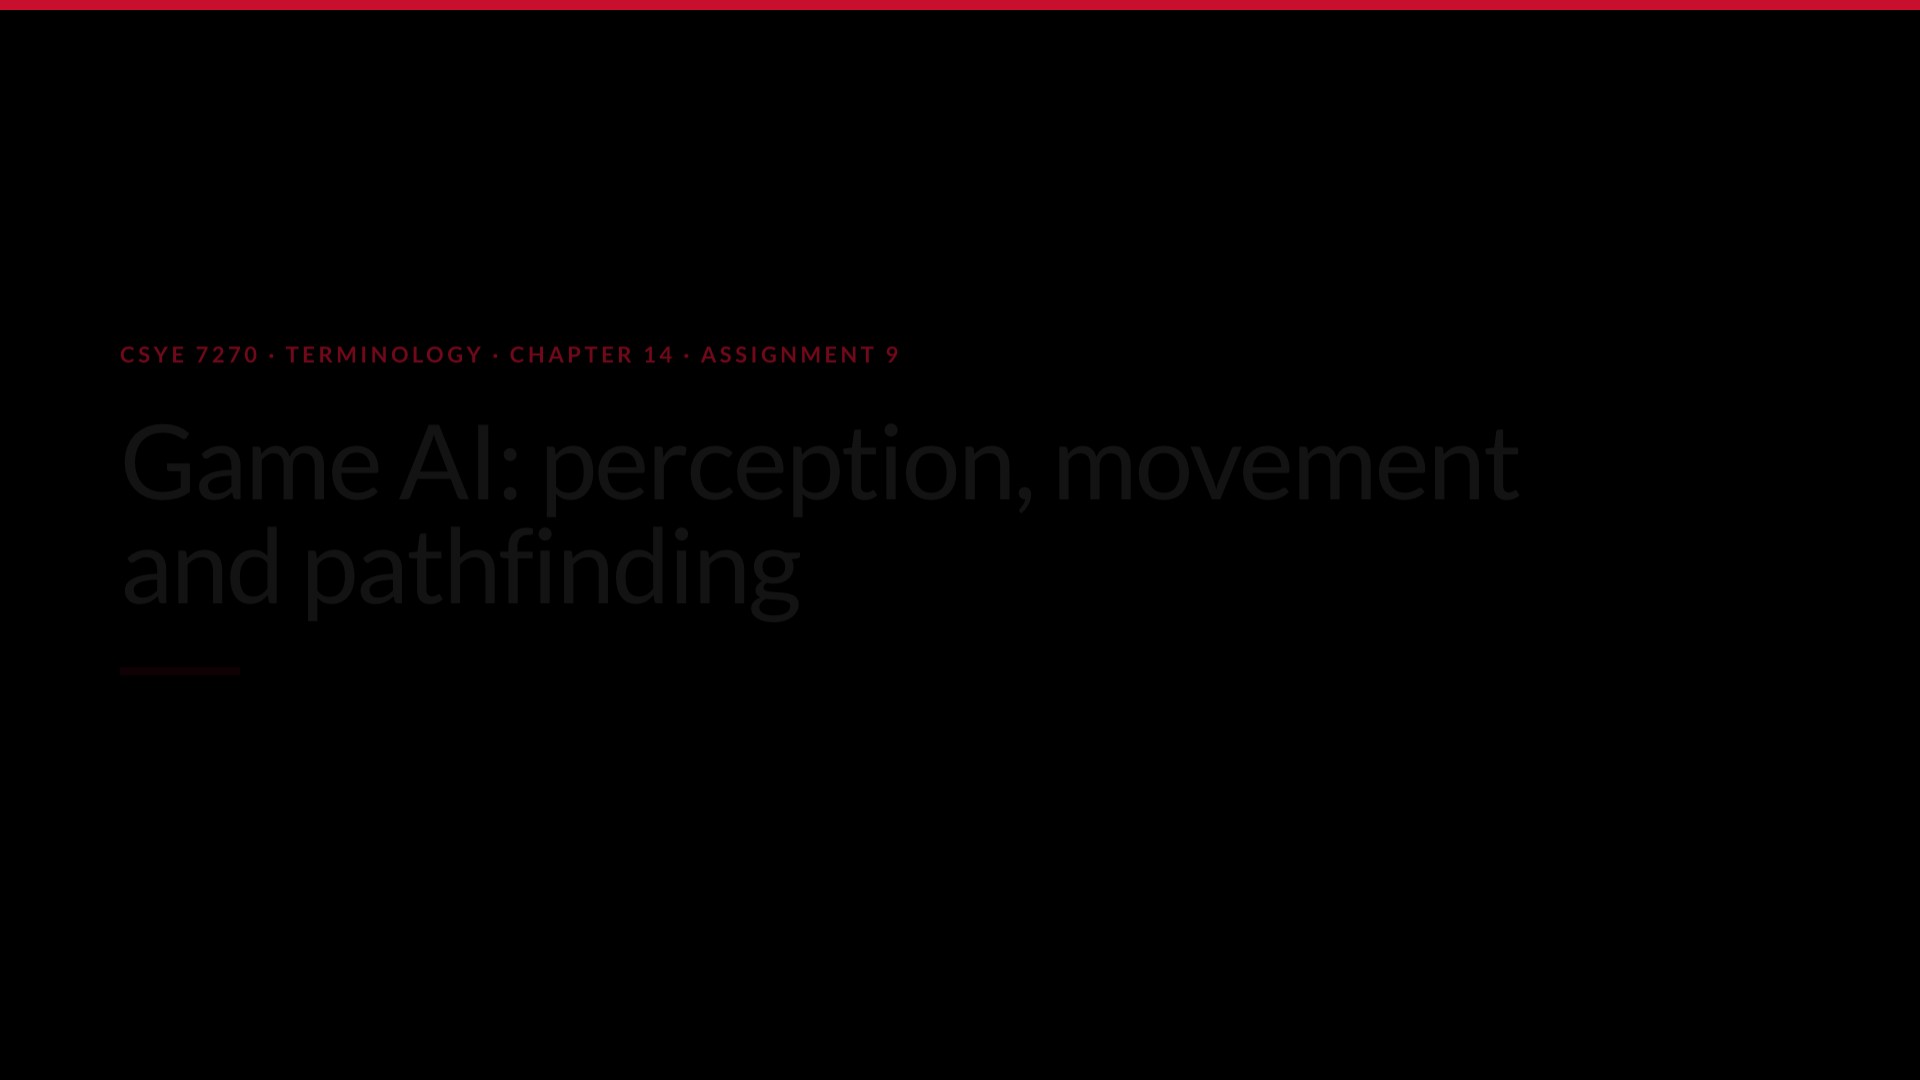 CSYE 7270 · TERMINOLOGY · CHAPTER 14 · ASSIGNMENT 9
Game AI: perception, movement
and pathfinding